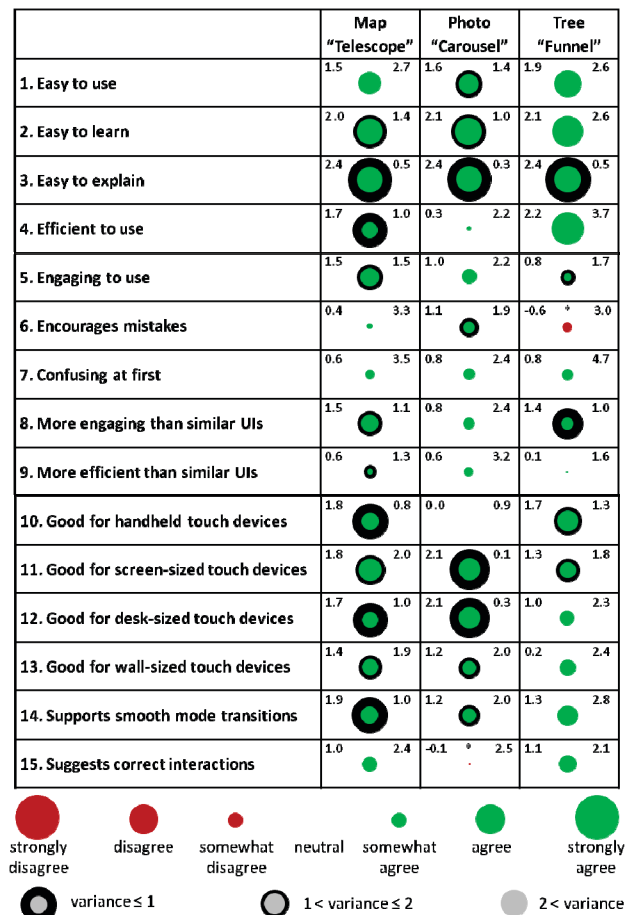 Map Photo Tree
“Telescope” “Carousel” “Funnel”
1. Easy to use 1.5 2.7 1.6 1.4 1.9 2.6
2. Easy to learn 2.0 1.4 2.1 1.0 2.1 2.6
3. Easy to explain 2.4 0.5 2.4 0.3 2.4 0.5
4. Efficient to use 1.7 1.0 0.3 2.2 2.2 3.7
5. Engaging to use 1.5 1.5 1.0 2.2 0.8 1.7
6. Encourages mistakes 0.4 3.3 1.1 1.9 -0.6 * 3.0
7. Confusing at first 0.6 3.5 0.8 2.4 0.8 4.7
8. More engaging than similar UIs 1.5 1.1 0.8 2.4 1.4 1.0
9. More efficient than similar UIs 0.6 1.3 0.6 3.2 0.1 1.6
10. Good for handheld touch devices 1.8 0.8 0.0 0.9 1.7 1.3
11. Good for screen-sized touch devices 1.8 2.0 2.1 0.1 1.3 1.8
12. Good for desk-sized touch devices 1.7 1.0 2.1 0.3 1.0 2.3
13. Good for wall-sized touch devices 1.4 1.9 1.2 2.0 0.2 2.4
14. Supports smooth mode transitions 1.9 1.0 1.2 2.0 1.3 2.8
15. Suggests correct interactions 1.0 2.4 -0.1 * 2.5 1.1 2.1
strongly disagree somewhat neutral somewhat agree strongly
disagree disagree agree agree
variance ≤ 1 1 < variance ≤ 2 2 < variance